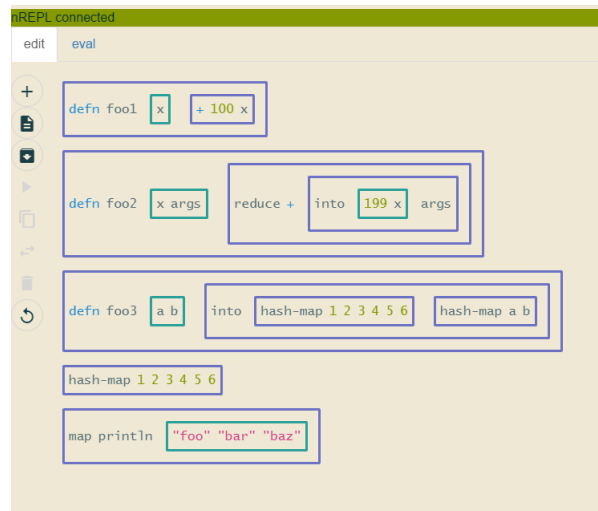 nREPL connected
edit eval
defn foo1 x + 100 x
defn foo2 x args reduce + into 199 x args
defn foo3 a b into hash-map 1 2 3 4 5 6 hash-map a b
hash-map 1 2 3 4 5 6
map println "foo" "bar" "baz"